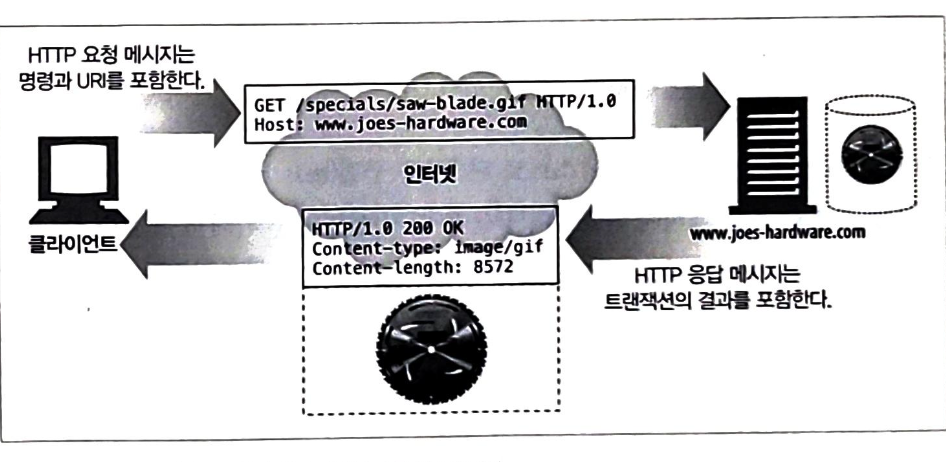 HTTP 요청 메시지는
명령과 URI를 포함한다.
GET /specials/saw-blade.gif HTTP/1.0
Host: www.joes-hardware.com
인터넷
클라이언트
www.joes-hardware.com
HTTP/1.0 200 OK
Content-type: image/gif
Content-length: 8572
HTTP 응답 메시지는
트랜잭션의 결과를 포함한다.